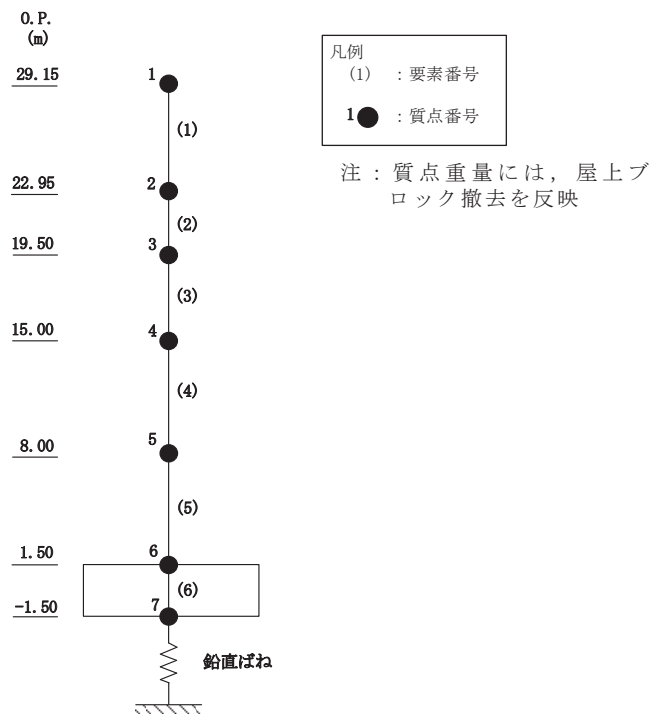 O.P.
(m)
29.15
1
(1)
22.95
2
(2)
19.50
3
(3)
15.00
4
(4)
8.00
5
(5)
1.50
6
(6)
-1.50
7
鉛直ばね
凡例
(1) : 要素番号
1 : 質点番号
注 : 質点重量には, 屋上ブ
ロック撤去を反映